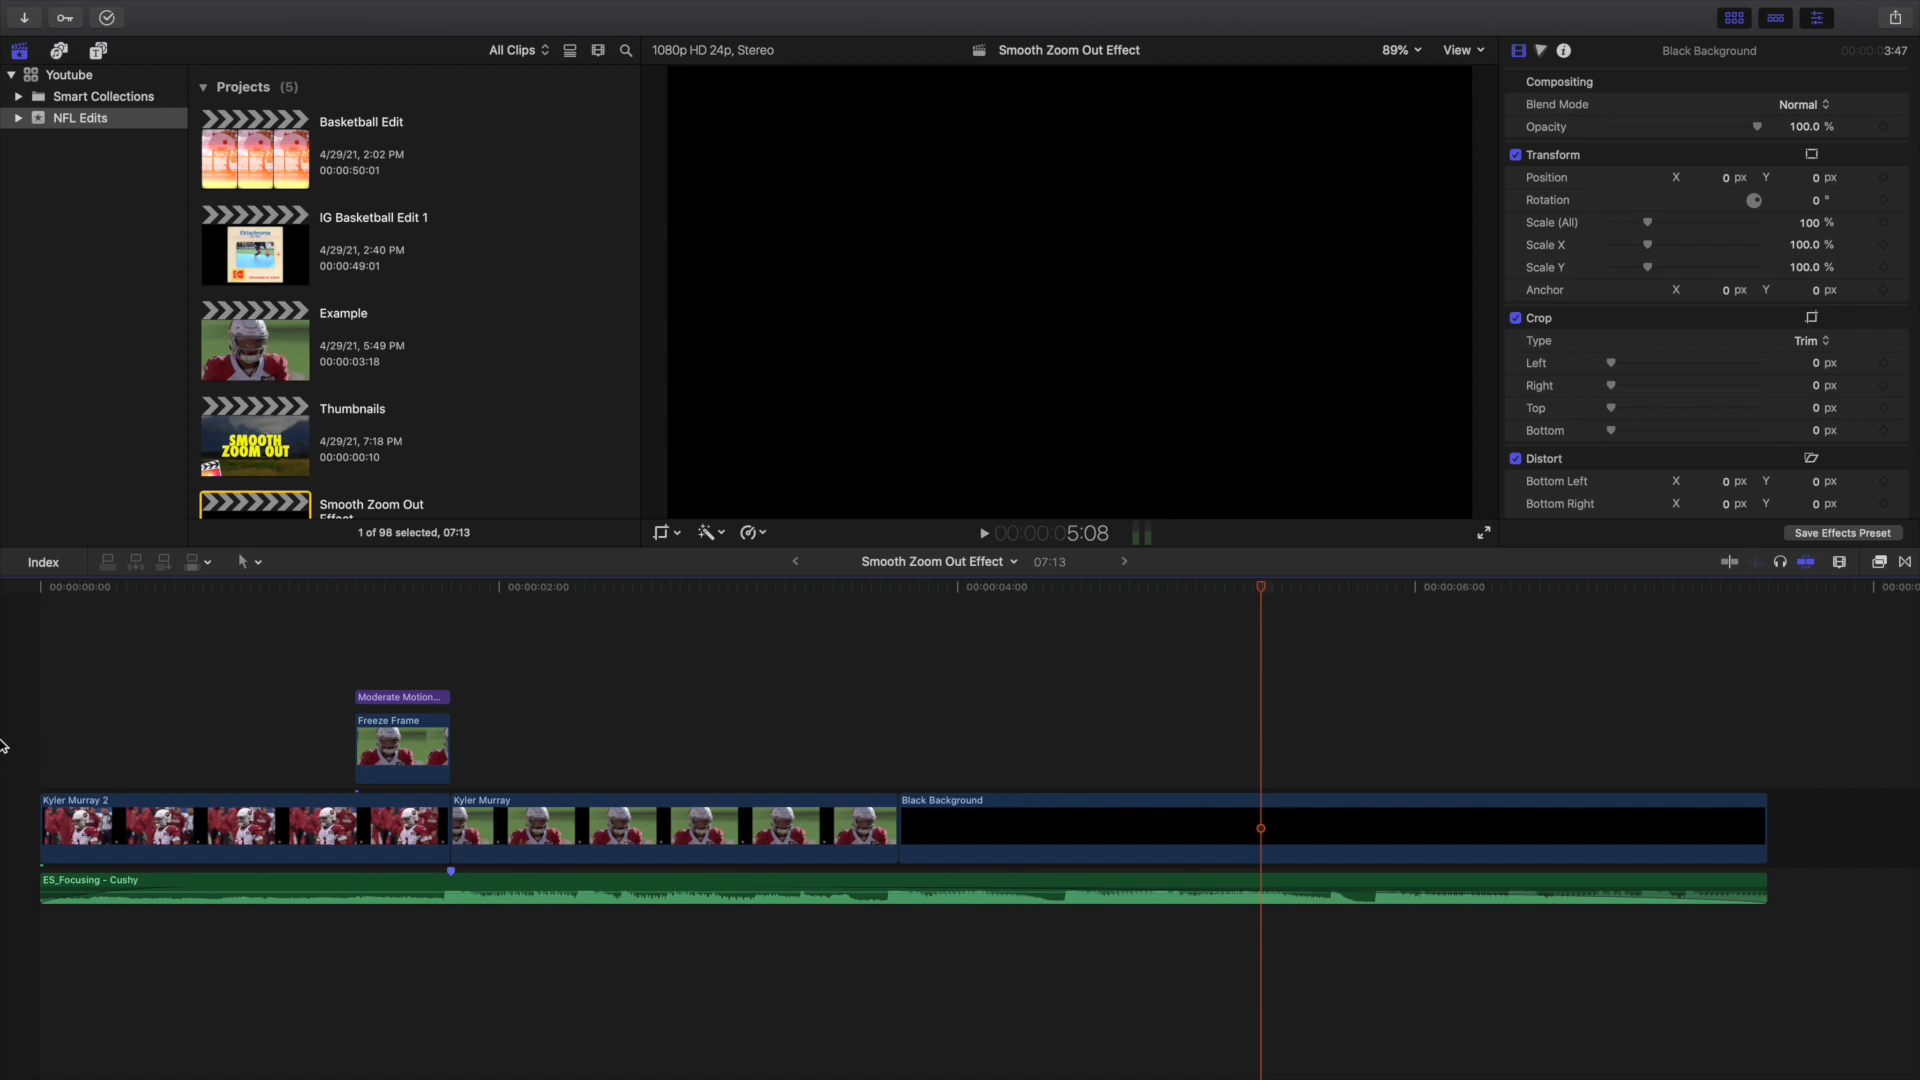 All Clips
1080p HD 24p, Stereo
Smooth Zoom Out Effect
89%
View
Black Background
00:00:03:47
Youtube
Smart Collections
NFL Edits
Projects (5)
Basketball Edit
4/29/21, 2:02 PM
00:00:50:01
IG Basketball Edit 1
4/29/21, 2:40 PM
00:00:49:01
Example
4/29/21, 5:49 PM
00:00:03:18
Thumbnails
4/29/21, 7:18 PM
00:00:00:10
SMOOTH
ZOOM OUT
Smooth Zoom Out
Effect
1 of 98 selected, 07:13
00:00:05:08
Compositing
Blend Mode Normal
Opacity 100.0 %
Transform
Position X 0 px Y 0 px
Rotation 0 °
Scale (All) 100 %
Scale X 100.0 %
Scale Y 100.0 %
Anchor X 0 px Y 0 px
Crop
Type Trim
Left 0 px
Right 0 px
Top 0 px
Bottom 0 px
Distort
Bottom Left X 0 px Y 0 px
Bottom Right X 0 px Y 0 px
Save Effects Preset
Index
Smooth Zoom Out Effect
07:13
00:00:00:00
00:00:02:00
00:00:04:00
00:00:06:00
00:00:0
Moderate Motion...
Freeze Frame
Kyler Murray 2
Kyler Murray
Black Background
ES_Focusing - Cushy